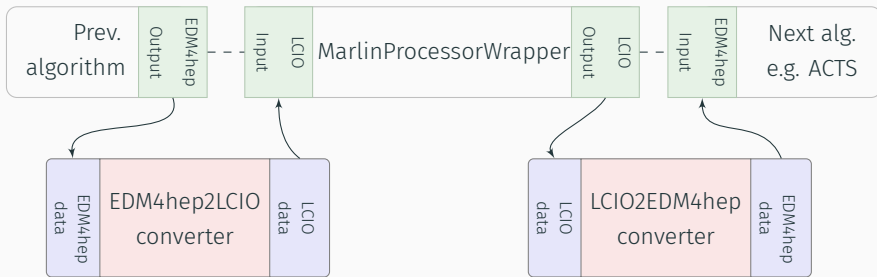 Prev.
algorithm
EDM4hep
Output
LCIO
Input
MarlinProcessorWrapper
LCIO
Output
EDM4hep
Input
Next alg.
e.g. ACTS
EDM4hep
data
EDM4hep2LCIO
converter
LCIO
data
LCIO
data
LCIO2EDM4hep
converter
EDM4hep
data